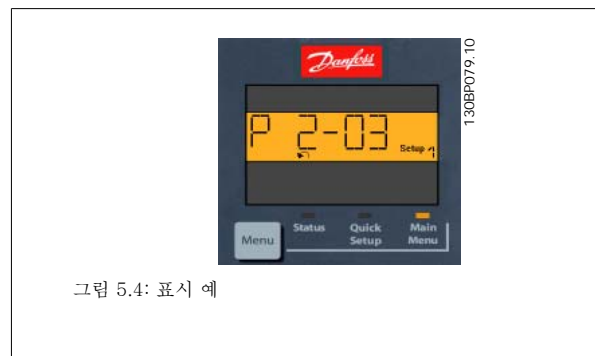 Danfoss
130BP079.10
P 2-03
Setup 1
Menu
Status
Quick Setup
Main Menu
그림 5.4: 표시 예